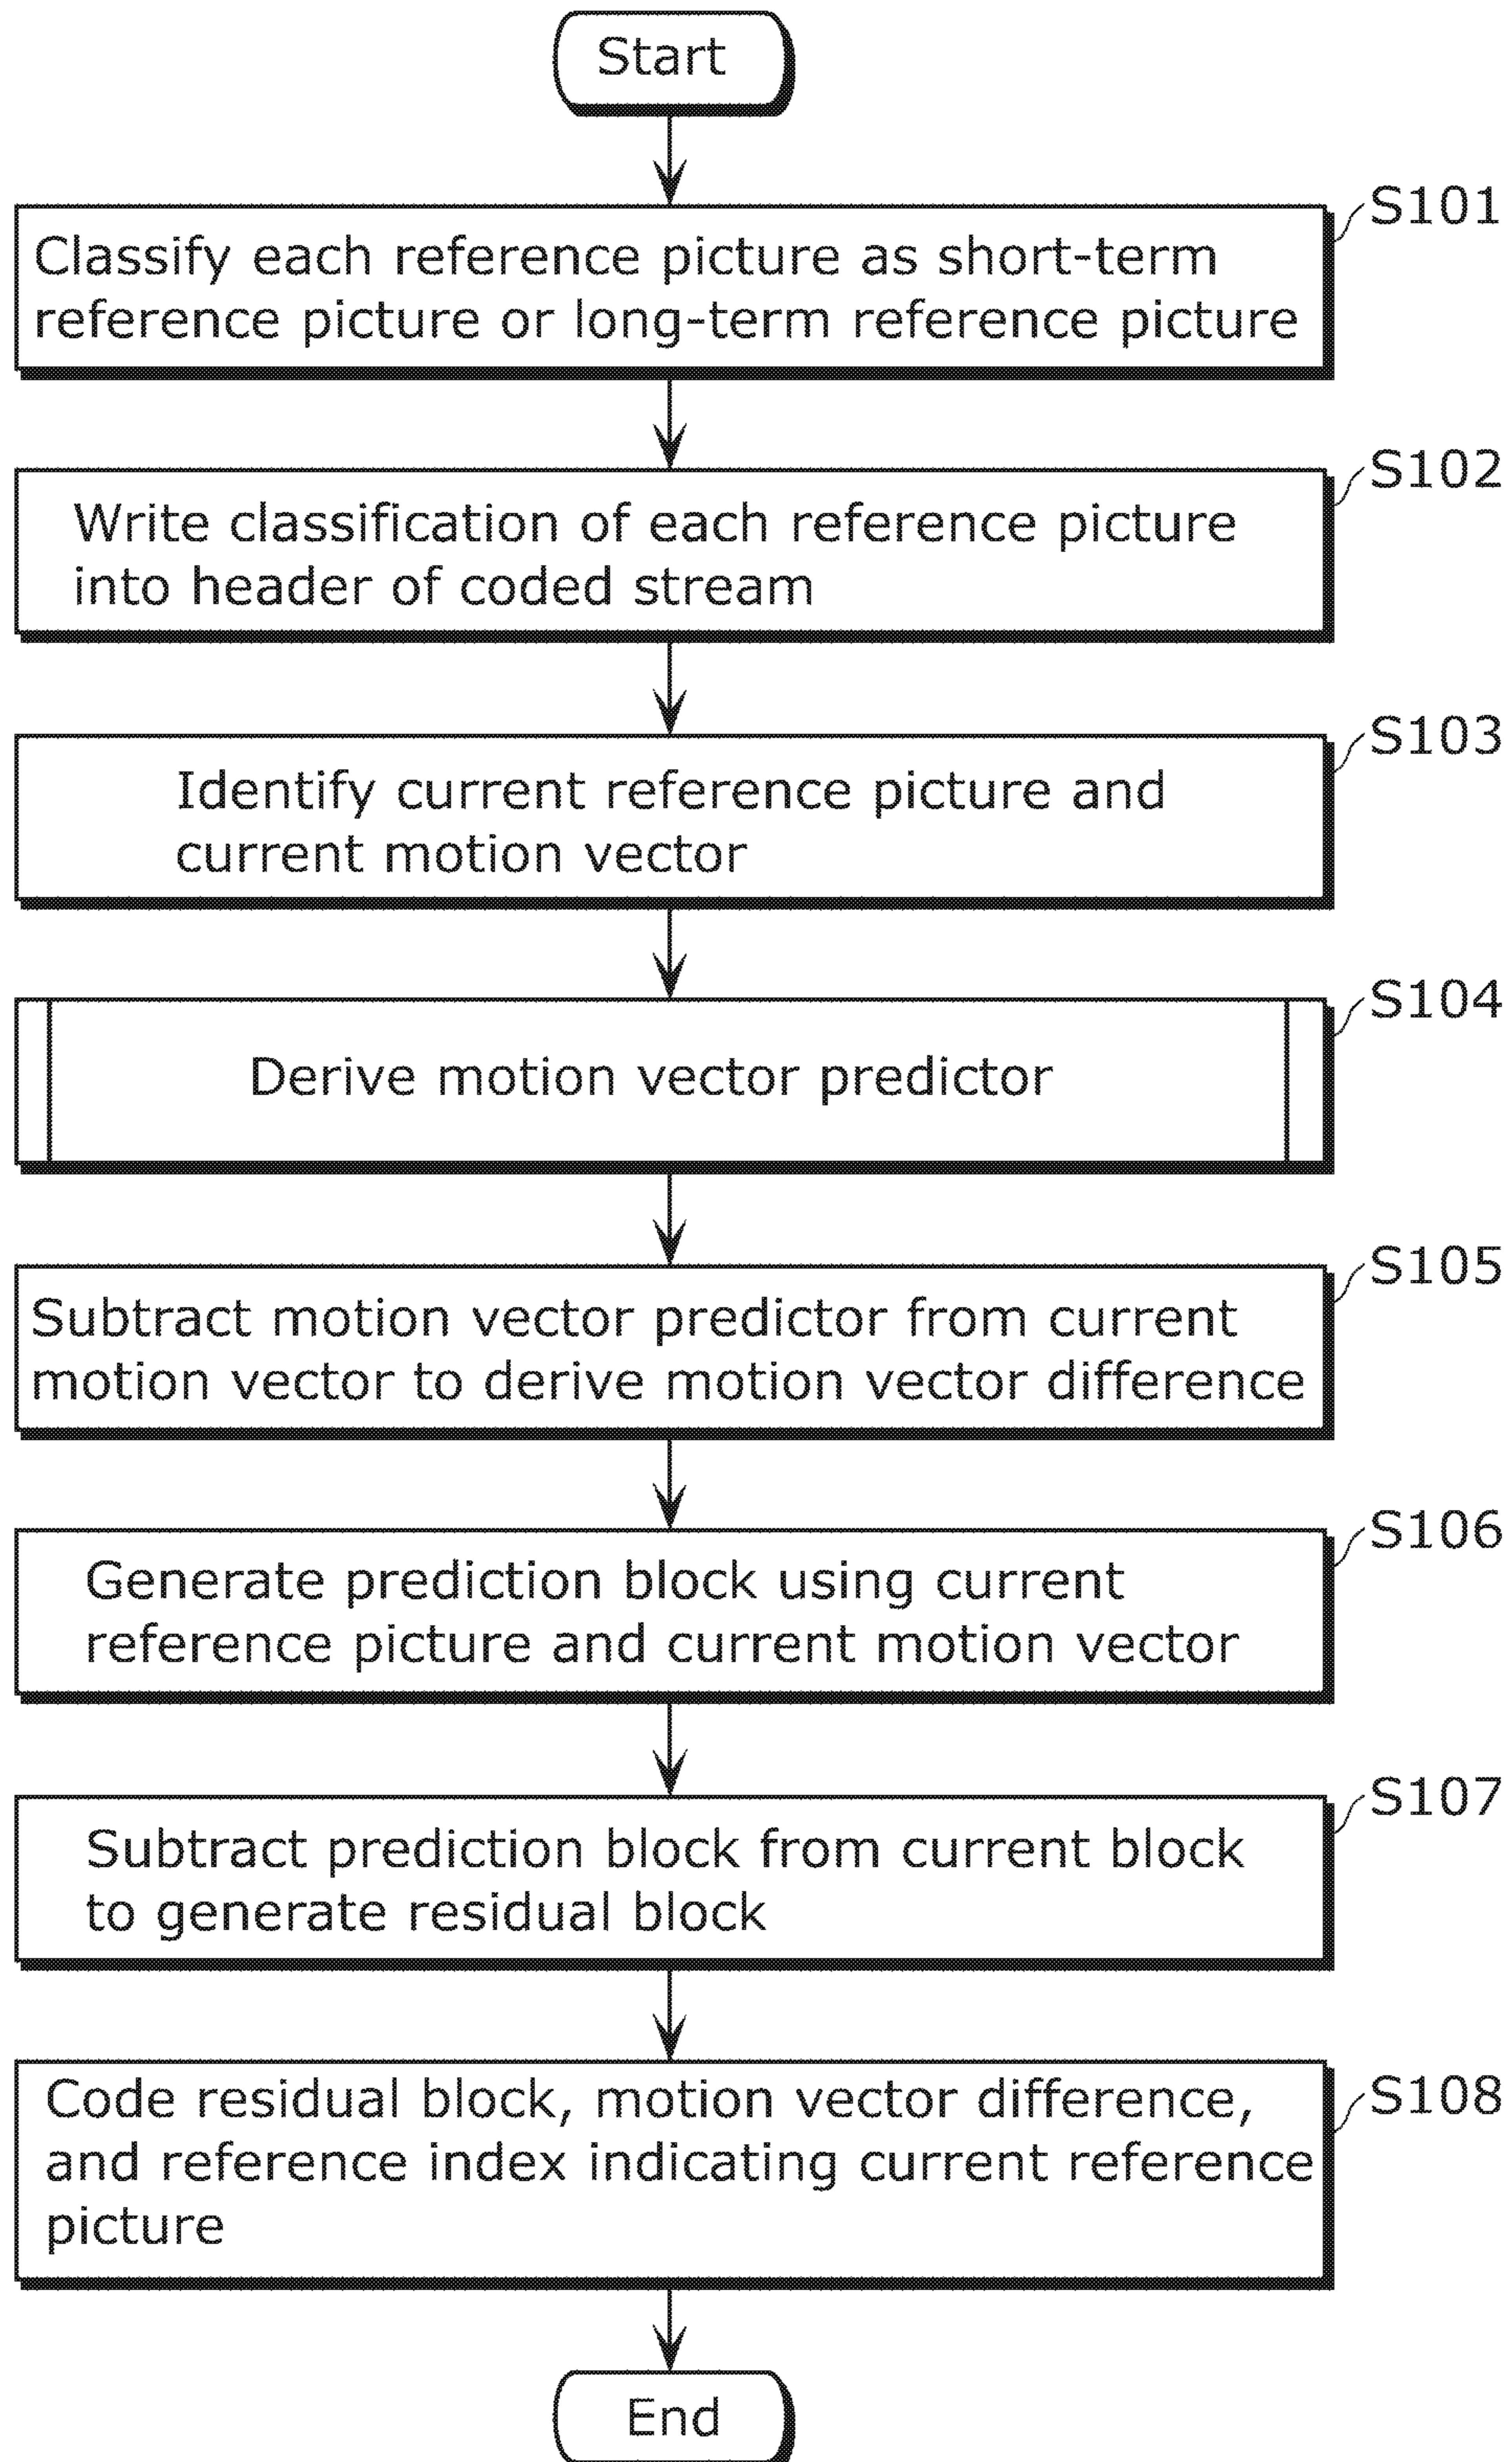 Start
S101
Classify each reference picture as short-term
reference picture or long-term reference picture
S102
Write classification of each reference picture
into header of coded stream
S103
Identify current reference picture and
current motion vector
S104
Derive motion vector predictor
S105
Subtract motion vector predictor from current
motion vector to derive motion vector difference
S106
Generate prediction block using current
reference picture and current motion vector
S107
Subtract prediction block from current block
to generate residual block
S108
Code residual block, motion vector difference,
and reference index indicating current reference
picture
End